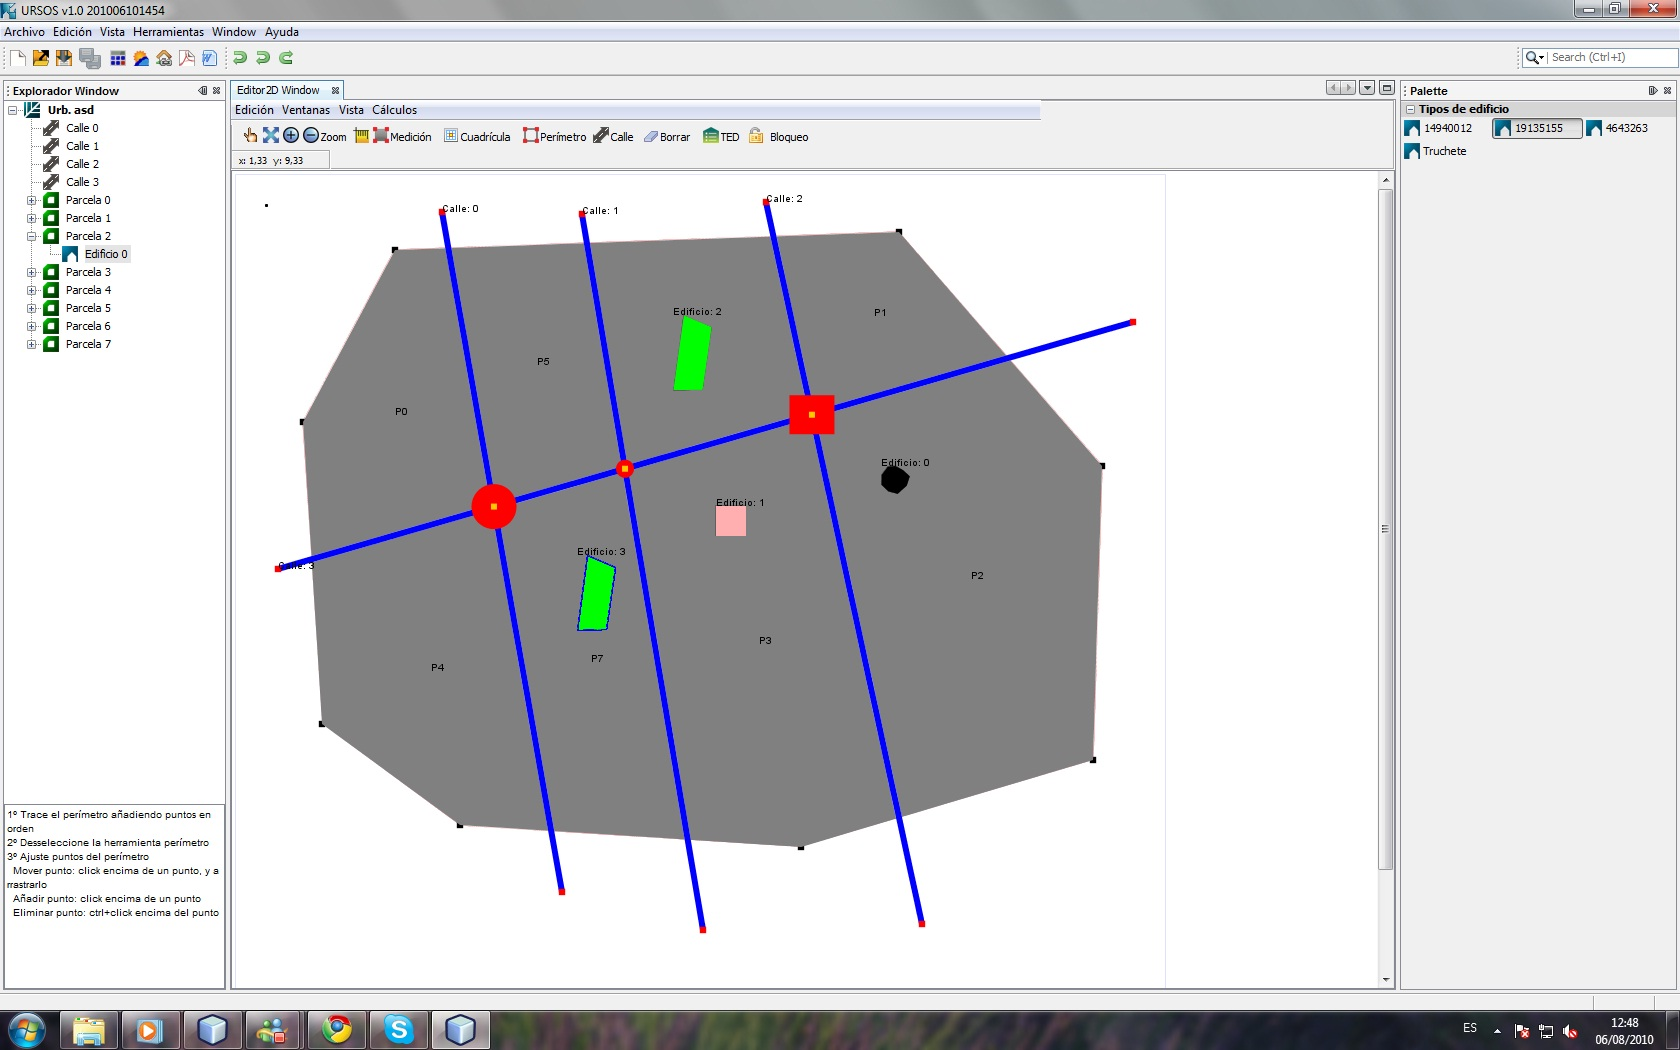 URSOS v1.0 201006101454
Archivo Edición Vista Herramientas Window Ayuda
Search (Ctrl+I)
Explorador Window
Urb. asd
Calle 0
Calle 1
Calle 2
Calle 3
Parcela 0
Parcela 1
Parcela 2
Edificio 0
Parcela 3
Parcela 4
Parcela 5
Parcela 6
Parcela 7
1º Trace el perímetro añadiendo puntos en
orden
2º Desseleccione la herramienta perímetro
3º Ajuste puntos del perímetro
Mover punto: click encima de un punto, y a
rrastrarlo
Añadir punto: click encima de un punto
Eliminar punto: ctrl+click encima del punto
Editor2D Window
Edición Ventanas Vista Cálculos
Zoom Medición Cuadrícula Perímetro Calle Borrar TED Bloqueo
x: 1,33 y: 9,33
Calle: 0
Calle: 1
Calle: 2
Edificio: 2
P1
P5
P0
Edificio: 0
Edificio: 1
Edificio: 3
Calle: 3
P2
P3
P7
P4
Palette
Tipos de edificio
14940012 19135155 4643263
Truchete
ES
12:48
06/08/2010